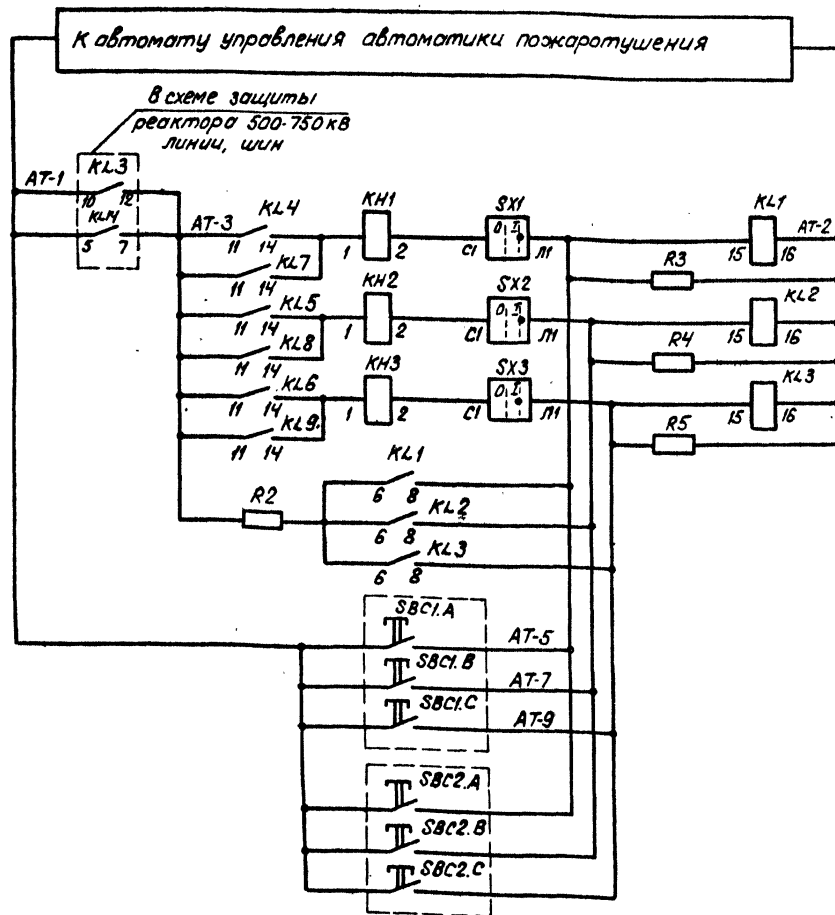 К автомату управления автоматики пожаротушения
В схеме защиты
реактора 500-750кв
линии, шин
KL3
AT-1
10 12
KL14
5 7
AT-3
KL4
11 14
KL7
11 14
KL5
11 14
KL8
11 14
KL6
11 14
KL9.
11 14
KH1
1 2
KH2
1 2
KH3
1 2
SX1
O I
C1 Л1
SX2
O I
C1 Л1
SX3
O I
C1 Л1
KL1
AT-2
15 16
R3
KL2
15 16
R4
KL3
15 16
R5
R2
KL1
6 8
KL2
6 8
KL3
6 8
SBC1.A
AT-5
SBC1.B
AT-7
SBC1.C
AT-9
SBC2.A
SBC2.B
SBC2.C